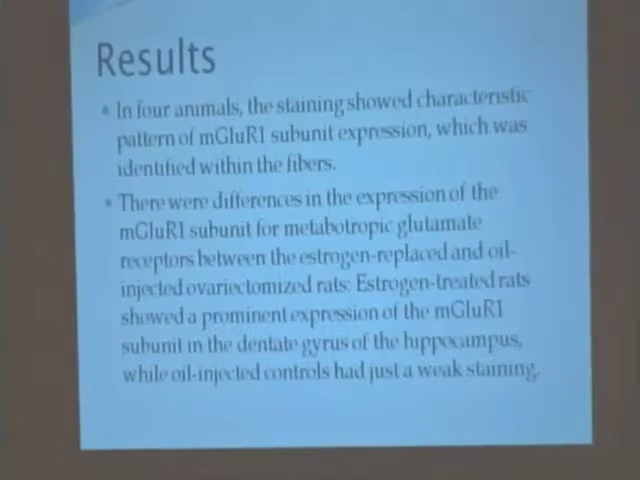 Results
• In four animals, the staining showed characteristic
pattern of mGluR1 subunit expression, which was
identified within the fibers.
• There were differences in the expression of the
mGluR1 subunit for metabotropic glutamate
receptors between the estrogen-replaced and oil-
injected ovariectomized rats: Estrogen-treated rats
showed a prominent expression of the mGluR1
subunit in the dentate gyrus of the hippocampus,
while oil-injected controls had just a weak staining.